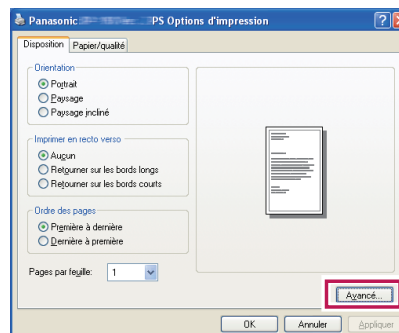 Panasonic PS Options d'impression
Disposition Papier/qualité
Orientation
Portrait
Paysage
Paysage incliné
Imprimer en recto verso
Aucun
Retourner sur les bords longs
Retourner sur les bords courts
Ordre des pages
Première à dernière
Dernière à première
Pages par feuille: 1
Avancé...
OK Annuler Appliquer